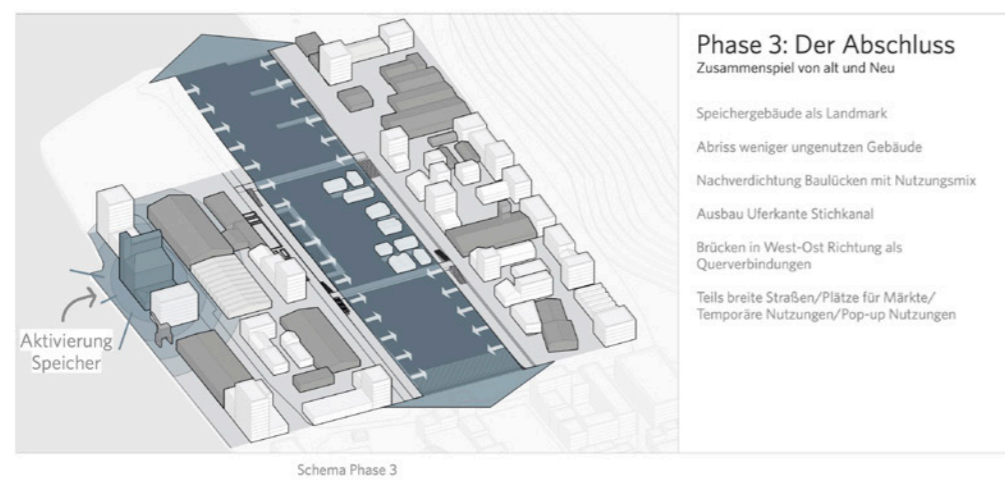 Phase 3: Der Abschluss
Zusammenspiel von alt und Neu
Speichergebäude als Landmark
Abriss weniger ungenutzen Gebäude
Nachverdichtung Baulücken mit Nutzungsmix
Ausbau Uferkante Stichkanal
Brücken in West-Ost Richtung als
Querverbindungen
Teils breite Straßen/Plätze für Märkte/
Temporäre Nutzungen/Pop-up Nutzungen
Aktivierung
Speicher
Schema Phase 3